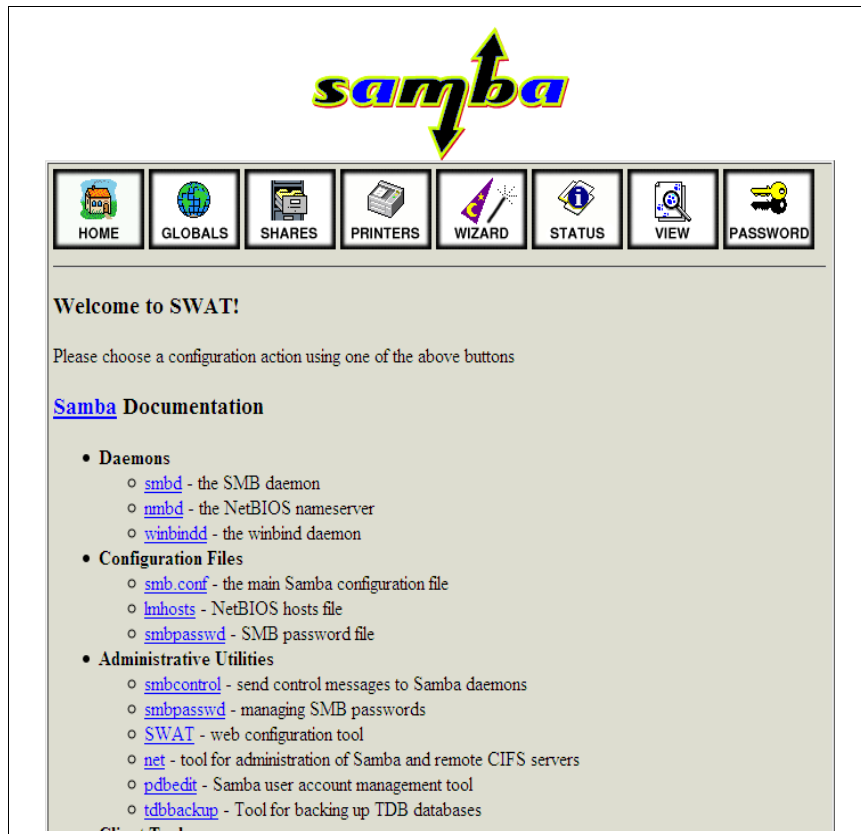 samba
HOME GLOBALS SHARES PRINTERS WIZARD STATUS VIEW PASSWORD
Welcome to SWAT!
Please choose a configuration action using one of the above buttons
Samba Documentation
• Daemons
○ smbd - the SMB daemon
○ nmbd - the NetBIOS nameserver
○ winbindd - the winbind daemon
• Configuration Files
○ smb.conf - the main Samba configuration file
○ lmhosts - NetBIOS hosts file
○ smbpasswd - SMB password file
• Administrative Utilities
○ smbcontrol - send control messages to Samba daemons
○ smbpasswd - managing SMB passwords
○ SWAT - web configuration tool
○ net - tool for administration of Samba and remote CIFS servers
○ pdbedit - Samba user account management tool
○ tdbbackup - Tool for backing up TDB databases